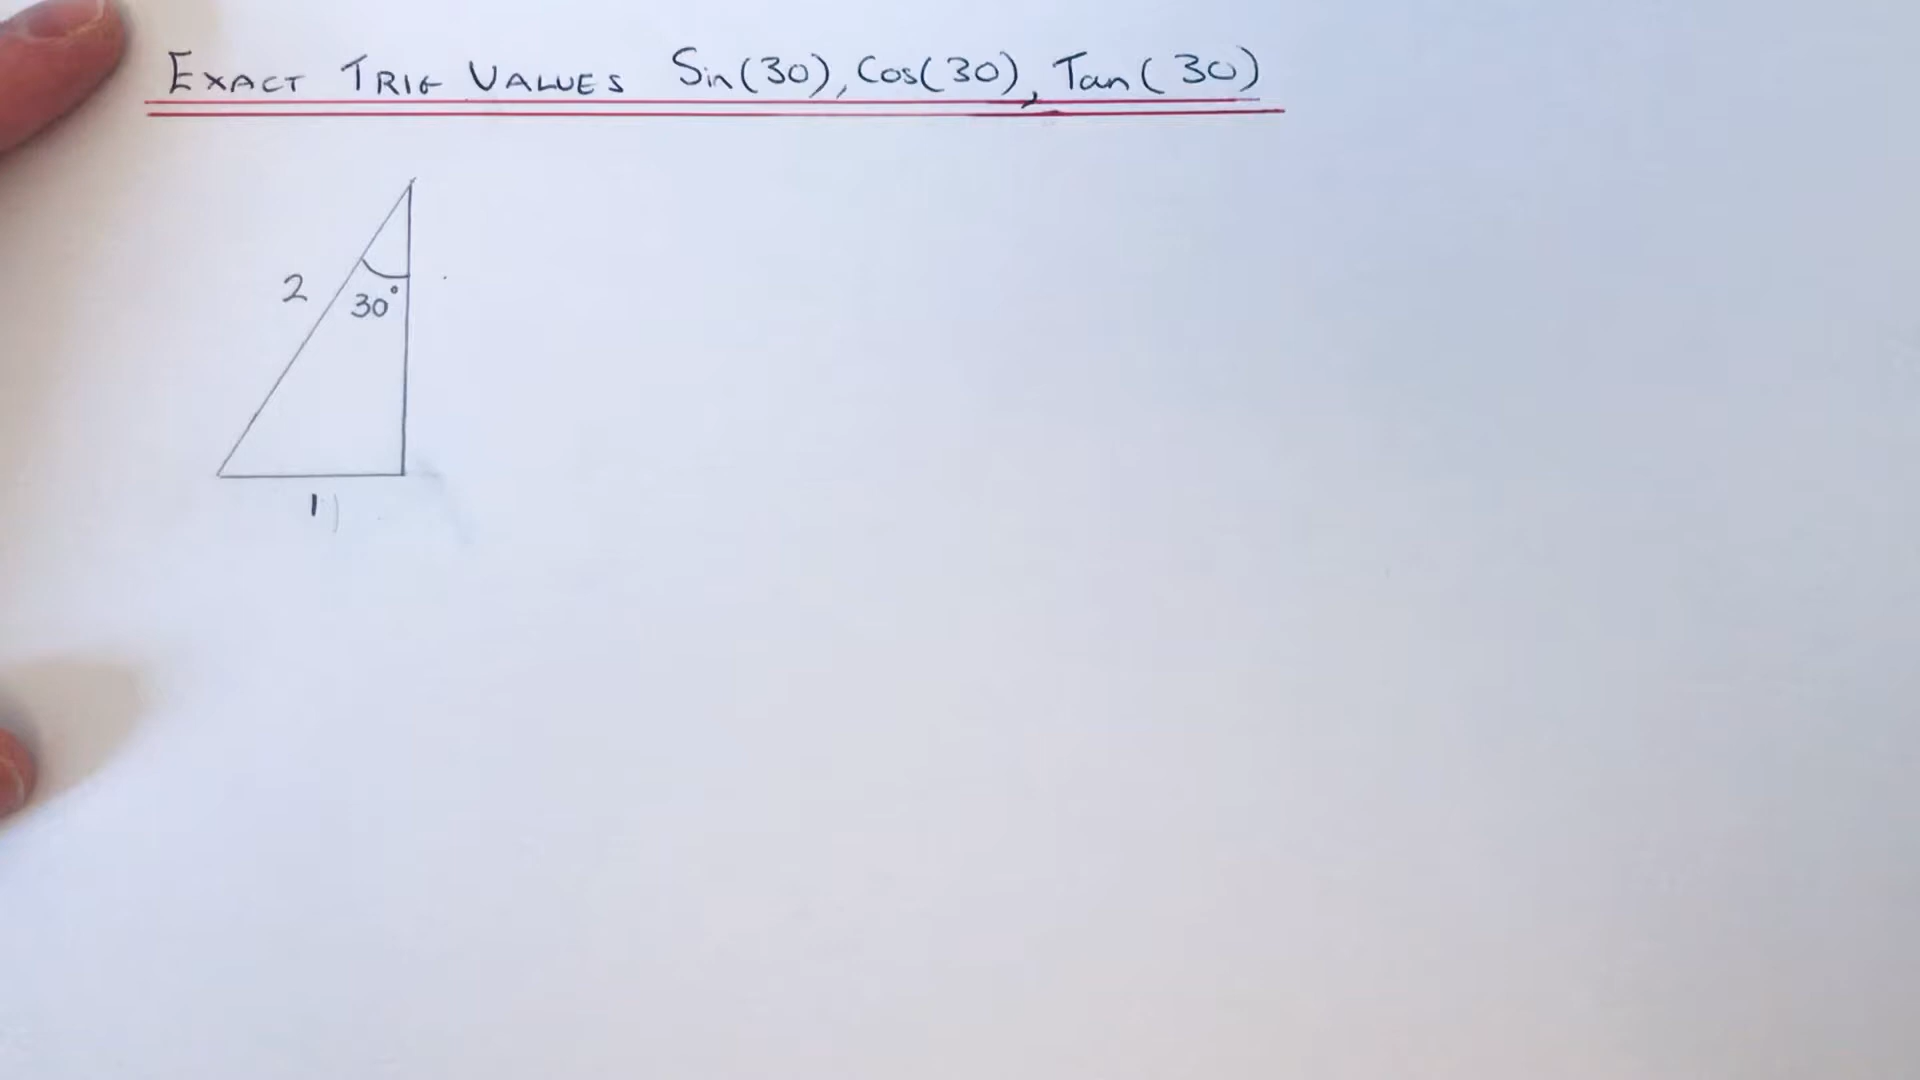 EXACT TRIG VALUES Sin(30), Cos(30), Tan(30)
2
30°
1